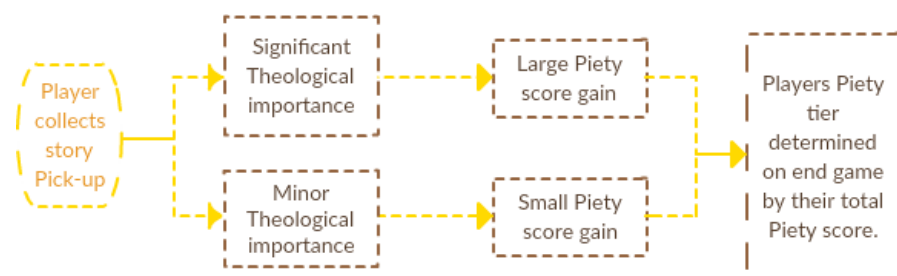 Player
collects
story
Pick-up
Significant
Theological
importance
Large Piety
score gain
Minor
Theological
importance
Small Piety
score gain
Players Piety
tier
determined
on end game
by their total
Piety score.